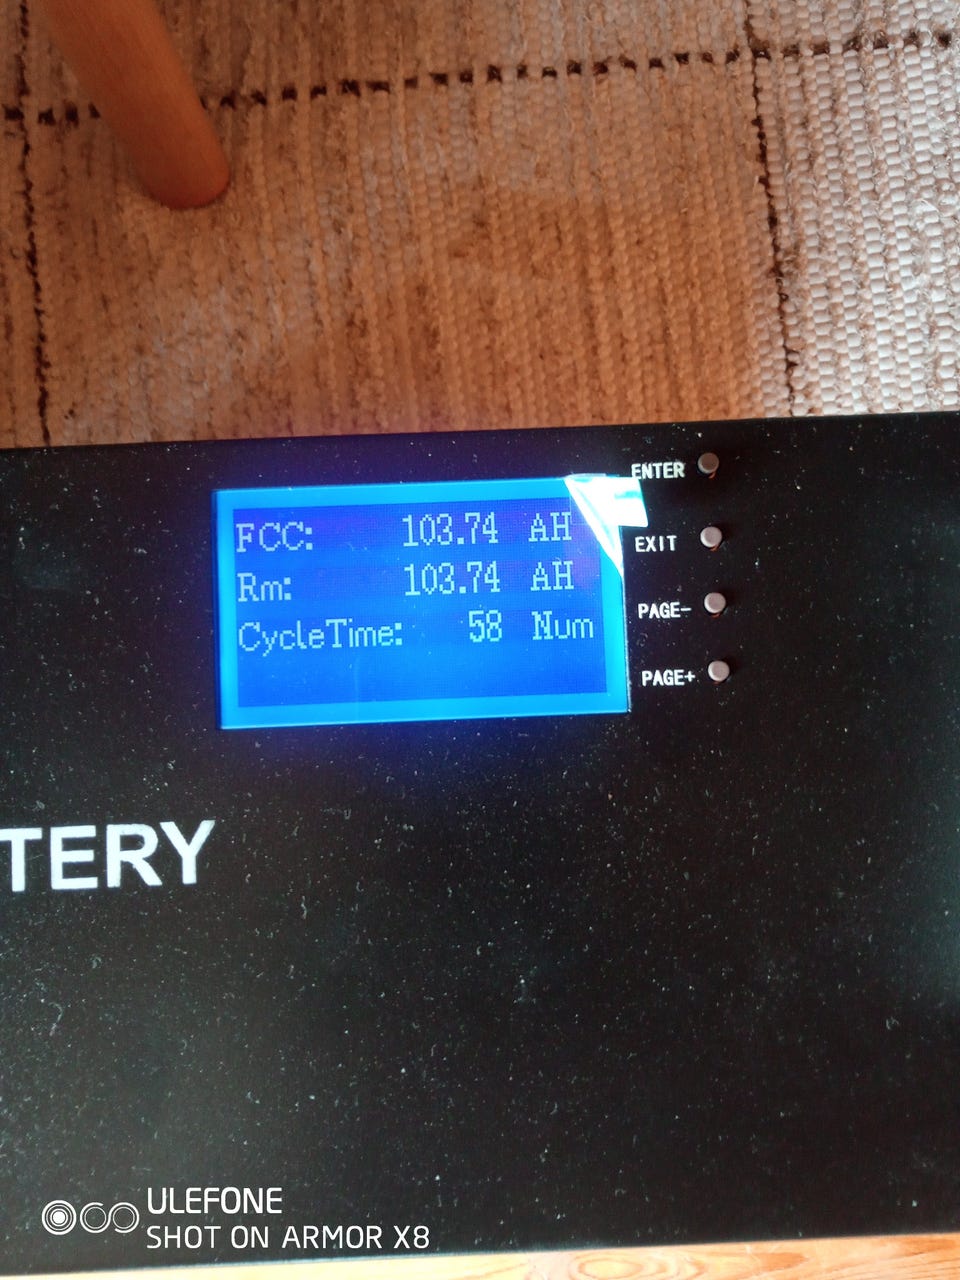 FCC: 103.74 AH
Rm: 103.74 AH
CycleTime: 58 Num
ENTER
EXIT
PAGE-
PAGE+
TERY
ULEFONE
SHOT ON ARMOR X8